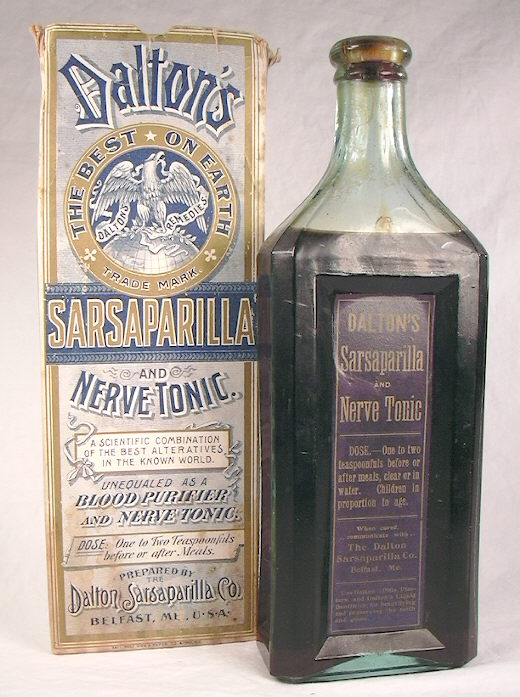 Dalton's
THE BEST ★ ON EARTH
DALTON'S REMEDIES
TRADE MARK.
SARSAPARILLA
AND
NERVE TONIC.
A SCIENTIFIC COMBINATION
OF THE BEST ALTERATIVES
IN THE KNOWN WORLD.
UNEQUALED AS A
BLOOD PURIFIER
AND NERVE TONIC.
DOSE: One to Two Teaspoonfuls
before or after Meals.
PREPARED BY
THE
Dalton Sarsaparilla Co.
BELFAST, ME., U.S.A.
DALTON'S
Sarsaparilla
AND
Nerve Tonic
DOSE.—One to two
teaspoonfuls before or
after meals, clear or in
water. Children in
proportion to age.
When cured
communicate with
The Dalton
Sarsaparilla Co.
Belfast, Me.